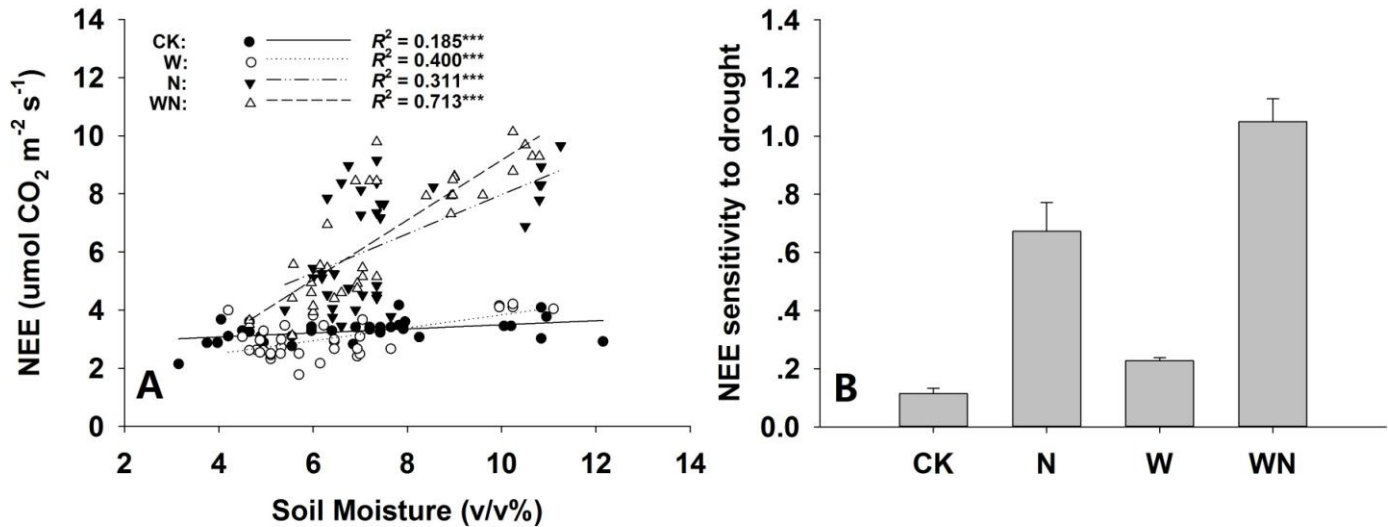 14
12
10
8
6
4
2
0
NEE (umol CO₂ m⁻² s⁻¹)
CK: R² = 0.185***
W: R² = 0.400***
N: R² = 0.311***
WN: R² = 0.713***
A
2 4 6 8 10 12 14
Soil Moisture (v/v%)
1.4
1.2
1.0
.8
.6
.4
.2
0.0
NEE sensitivity to drought
B
CK N W WN